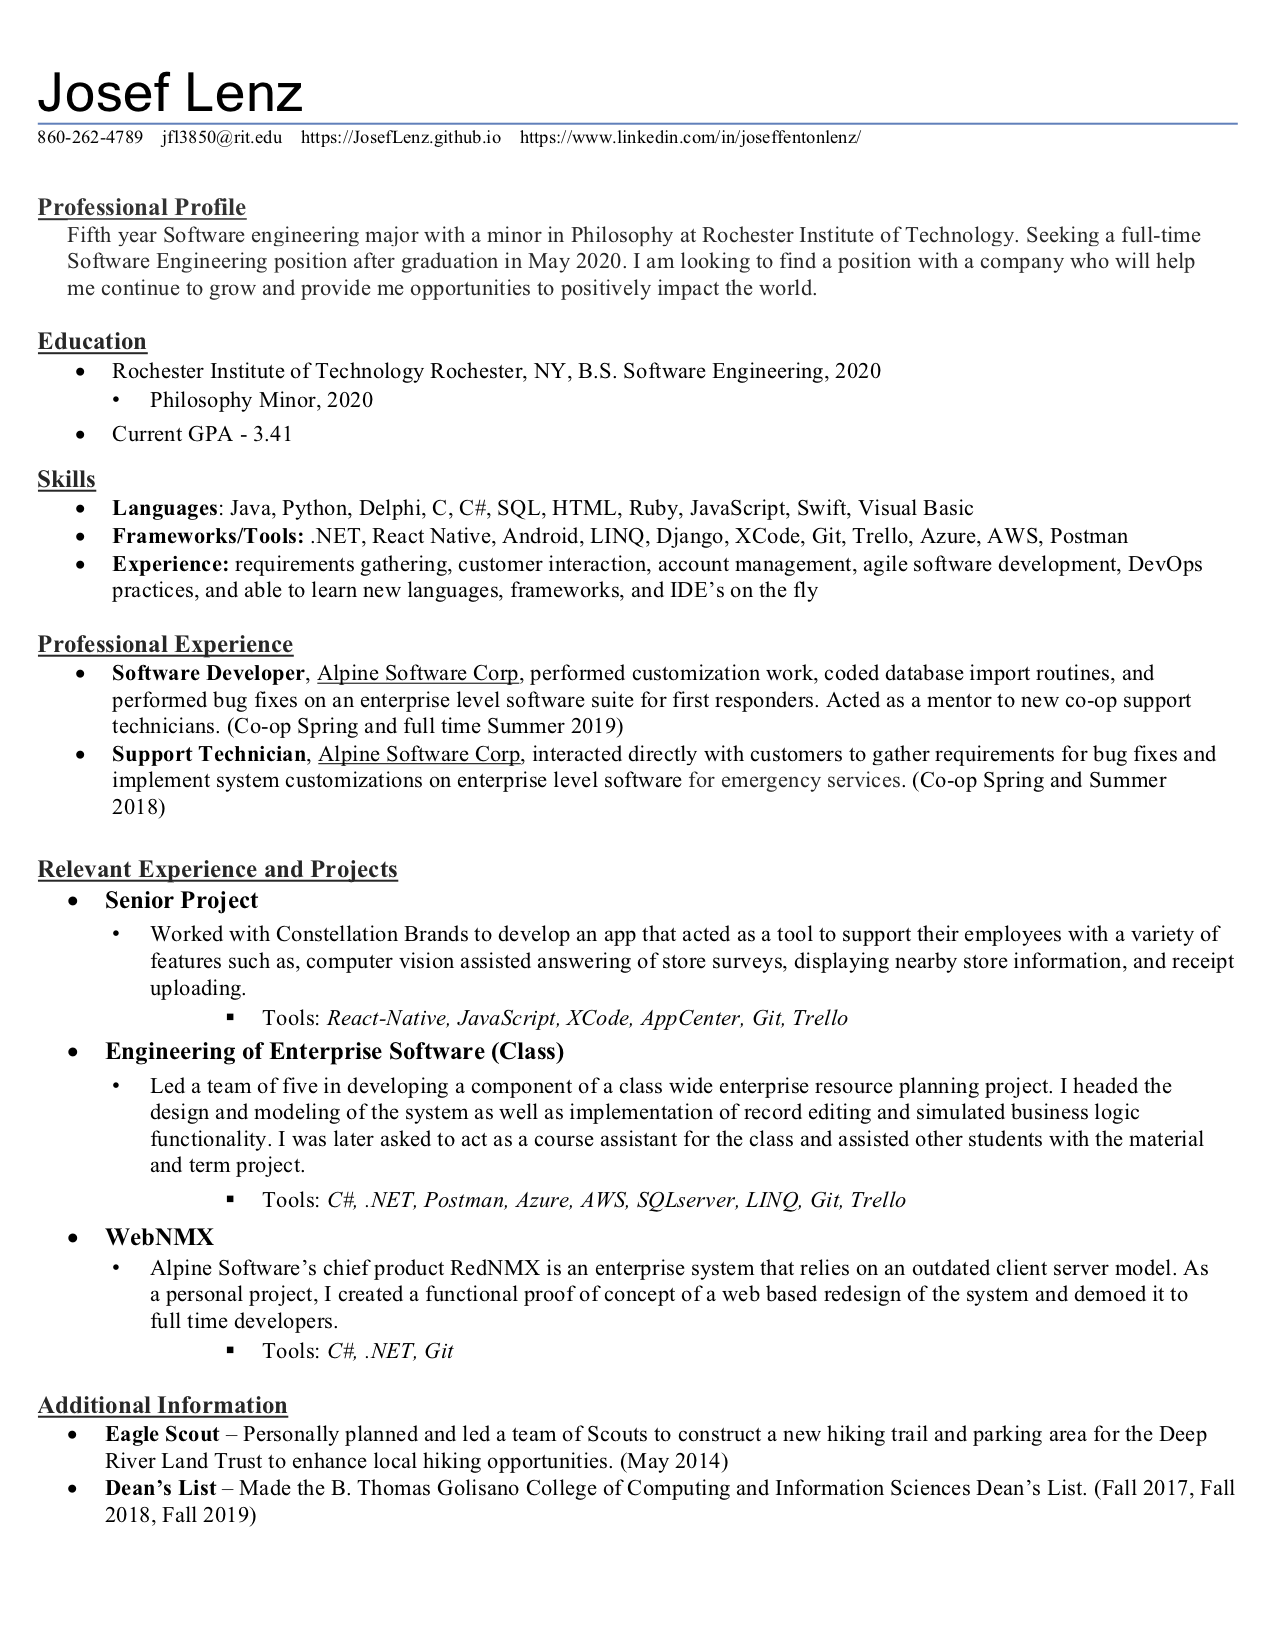 Josef Lenz
860-262-4789 jfl3850@rit.edu https://JosefLenz.github.io https://www.linkedin.com/in/joseffentonlenz/
Professional Profile
Fifth year Software engineering major with a minor in Philosophy at Rochester Institute of Technology. Seeking a full-time
Software Engineering position after graduation in May 2020. I am looking to find a position with a company who will help
me continue to grow and provide me opportunities to positively impact the world.
Education
• Rochester Institute of Technology Rochester, NY, B.S. Software Engineering, 2020
• Philosophy Minor, 2020
• Current GPA - 3.41
Skills
• Languages: Java, Python, Delphi, C, C#, SQL, HTML, Ruby, JavaScript, Swift, Visual Basic
• Frameworks/Tools: .NET, React Native, Android, LINQ, Django, XCode, Git, Trello, Azure, AWS, Postman
• Experience: requirements gathering, customer interaction, account management, agile software development, DevOps
practices, and able to learn new languages, frameworks, and IDE’s on the fly
Professional Experience
• Software Developer, Alpine Software Corp, performed customization work, coded database import routines, and
performed bug fixes on an enterprise level software suite for first responders. Acted as a mentor to new co-op support
technicians. (Co-op Spring and full time Summer 2019)
• Support Technician, Alpine Software Corp, interacted directly with customers to gather requirements for bug fixes and
implement system customizations on enterprise level software for emergency services. (Co-op Spring and Summer
2018)
Relevant Experience and Projects
• Senior Project
• Worked with Constellation Brands to develop an app that acted as a tool to support their employees with a variety of
features such as, computer vision assisted answering of store surveys, displaying nearby store information, and receipt
uploading.
▪ Tools: React-Native, JavaScript, XCode, AppCenter, Git, Trello
• Engineering of Enterprise Software (Class)
• Led a team of five in developing a component of a class wide enterprise resource planning project. I headed the
design and modeling of the system as well as implementation of record editing and simulated business logic
functionality. I was later asked to act as a course assistant for the class and assisted other students with the material
and term project.
▪ Tools: C#, .NET, Postman, Azure, AWS, SQLserver, LINQ, Git, Trello
• WebNMX
• Alpine Software’s chief product RedNMX is an enterprise system that relies on an outdated client server model. As
a personal project, I created a functional proof of concept of a web based redesign of the system and demoed it to
full time developers.
▪ Tools: C#, .NET, Git
Additional Information
• Eagle Scout – Personally planned and led a team of Scouts to construct a new hiking trail and parking area for the Deep
River Land Trust to enhance local hiking opportunities. (May 2014)
• Dean’s List – Made the B. Thomas Golisano College of Computing and Information Sciences Dean’s List. (Fall 2017, Fall
2018, Fall 2019)